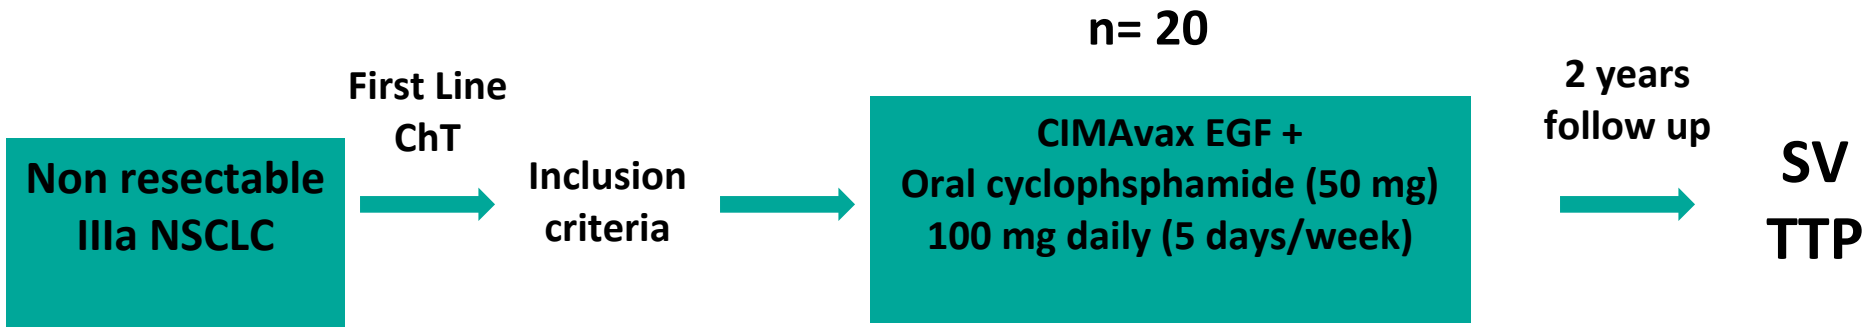 n= 20
First Line
ChT
2 years
follow up
Non resectable
IIIa NSCLC
Inclusion
criteria
CIMAvax EGF +
Oral cyclophsphamide (50 mg)
100 mg daily (5 days/week)
SV
TTP